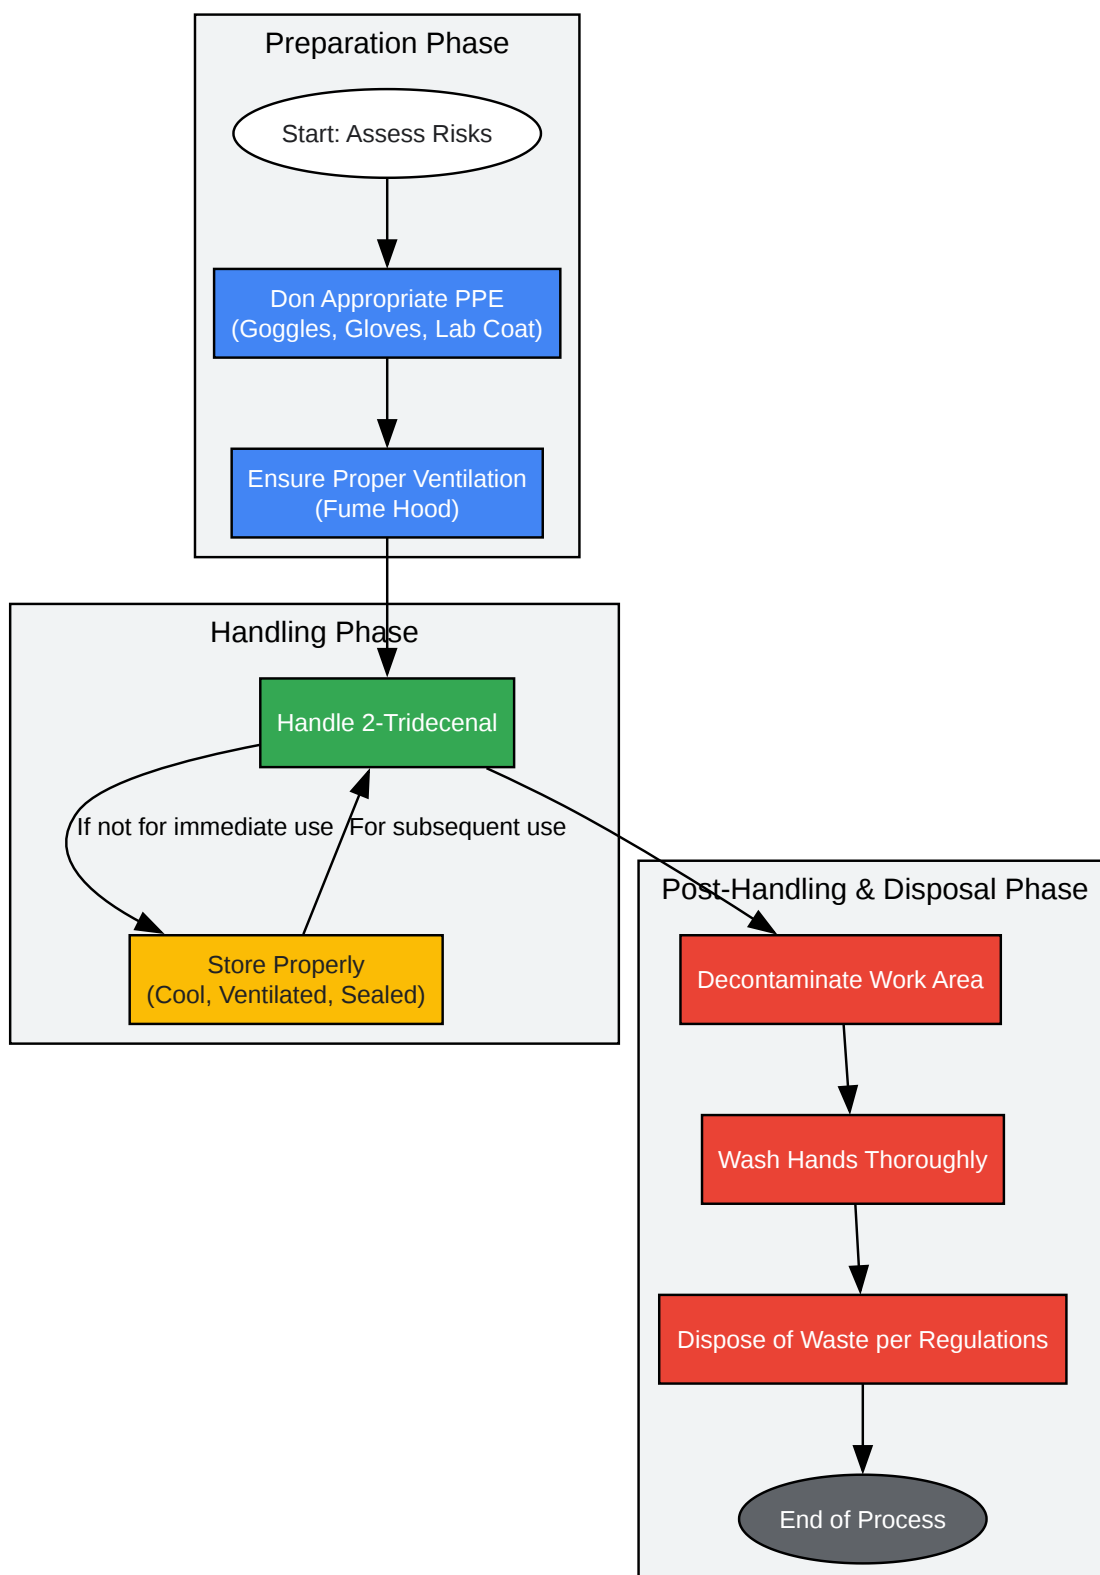 Preparation Phase
Start: Assess Risks
Don Appropriate PPE
(Goggles, Gloves, Lab Coat)
Ensure Proper Ventilation
(Fume Hood)
Handling Phase
Handle 2-Tridecenal
If not for immediate use
For subsequent use
Store Properly
(Cool, Ventilated, Sealed)
Post-Handling & Disposal Phase
Decontaminate Work Area
Wash Hands Thoroughly
Dispose of Waste per Regulations
End of Process